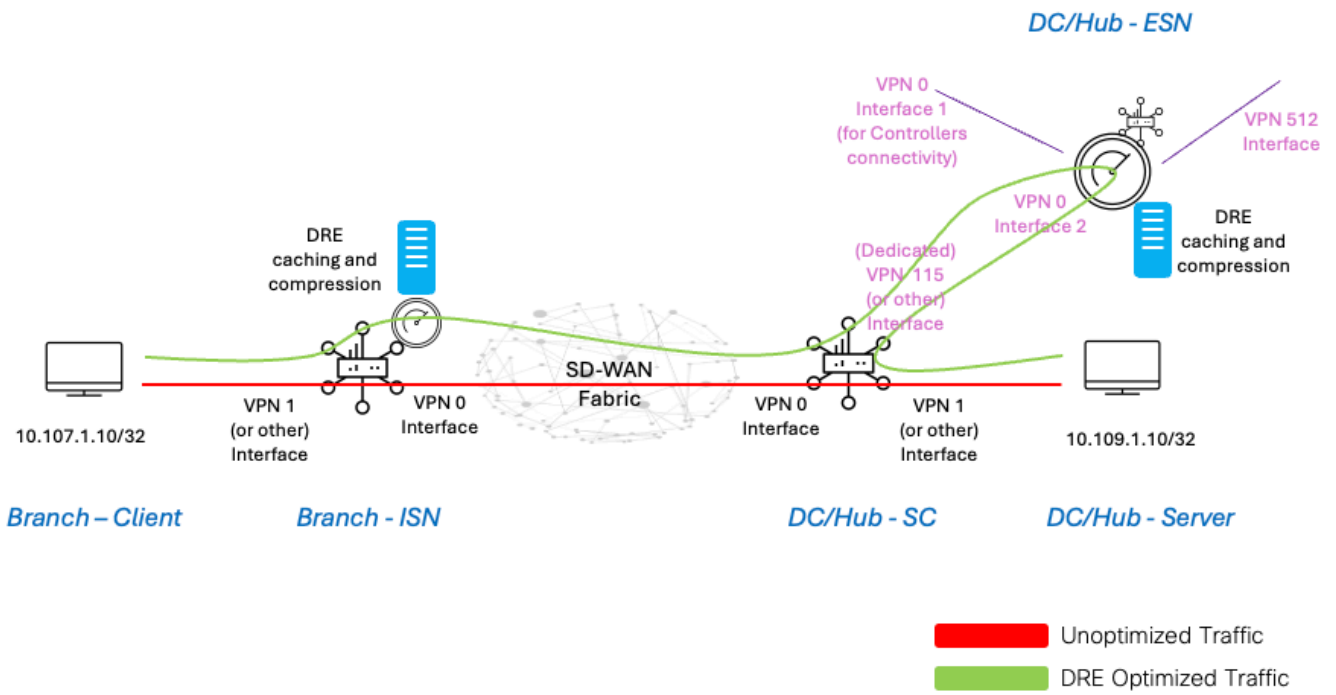 DC/Hub - ESN
VPN 0
Interface 1
(for Controllers
connectivity)
VPN 512
Interface
VPN 0
Interface 2
DRE
caching and
compression
DRE
caching and
compression
(Dedicated)
VPN 115
(or other)
Interface
SD-WAN
Fabric
10.107.1.10/32
VPN 1
(or other)
Interface
VPN 0
Interface
VPN 0
Interface
VPN 1
(or other)
Interface
10.109.1.10/32
Branch – Client
Branch - ISN
DC/Hub - SC
DC/Hub - Server
Unoptimized Traffic
DRE Optimized Traffic